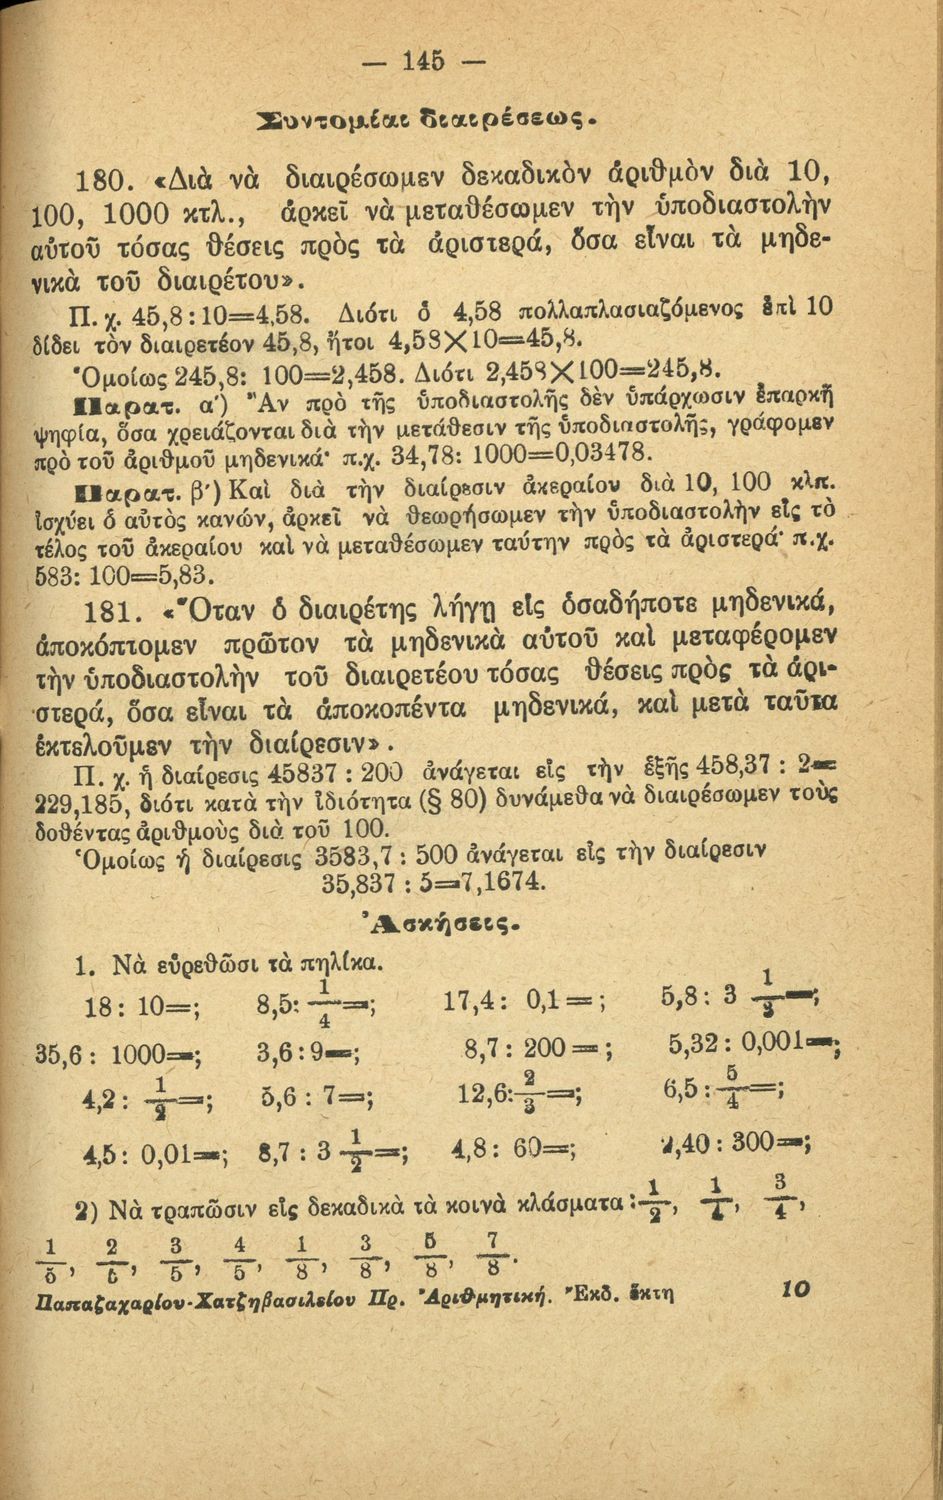 — 145 —
Συντομίαι διαιρέσεως.
180. «Διὰ νὰ διαιρέσωμεν δεκαδικὸν ἀριθμὸν διὰ 10,
100, 1000 κτλ., ἀρκεῖ νὰ μεταθέσωμεν τὴν ὑποδιαστολὴν
αὐτοῦ τόσας θέσεις πρὸς τὰ ἀριστερά, ὅσα εἶναι τὰ μηδε-
νικὰ τοῦ διαιρέτου».
Π. χ. 45,8 : 10=4,58. Διότι ὁ 4,58 πολλαπλασιαζόμενος ἐπὶ 10
δίδει τὸν διαιρετέον 45,8, ἤτοι 4,58×10=45,8.
Ὁμοίως 245,8: 100=2,458. Διότι 2,458×100=245,8.
Παρατ. α') Ἂν πρὸ τῆς ὑποδιαστολῆς δὲν ὑπάρχωσιν ἐπαρκῆ
ψηφία, ὅσα χρειάζονται διὰ τὴν μετάθεσιν τῆς ὑποδιαστολῆς, γράφομεν
πρὸ τοῦ ἀριθμοῦ μηδενικά· π.χ. 34,78: 1000=0,03478.
Παρατ. β') Καὶ διὰ τὴν διαίρεσιν ἀκεραίου διὰ 10, 100 κλπ.
ἰσχύει ὁ αὐτὸς κανών, ἀρκεῖ νὰ θεωρήσωμεν τὴν ὑποδιαστολὴν εἰς τὸ
τέλος τοῦ ἀκεραίου καὶ νὰ μεταθέσωμεν ταύτην πρὸς τὰ ἀριστερά· π.χ.
583: 100=5,83.
181. «Ὅταν ὁ διαιρέτης λήγῃ εἰς ὁσαδήποτε μηδενικά,
ἀποκόπτομεν πρῶτον τὰ μηδενικὰ αὐτοῦ καὶ μεταφέρομεν
τὴν ὑποδιαστολὴν τοῦ διαιρετέου τόσας θέσεις πρὸς τὰ ἀρι-
στερά, ὅσα εἶναι τὰ ἀποκοπέντα μηδενικά, καὶ μετὰ ταῦτα
ἐκτελοῦμεν τὴν διαίρεσιν».
Π. χ. ἡ διαίρεσις 45837 : 200 ἀνάγεται εἰς τὴν ἑξῆς 458,37 : 2=
229,185, διότι κατὰ τὴν ἰδιότητα (§ 80) δυνάμεθα νὰ διαιρέσωμεν τοὺς
δοθέντας ἀριθμοὺς διὰ τοῦ 100.
Ὁμοίως ἡ διαίρεσις 3583,7 : 500 ἀνάγεται εἰς τὴν διαίρεσιν
35,837 : 5=7,1674.
Ἀσκήσεις.
1. Νὰ εὑρεθῶσι τὰ πηλίκα.
18 : 10=; 8,5: 1/4=; 17,4 : 0,1=; 5,8 : 3 1/3=;
35,6 : 1000=; 3,6 : 9=; 8,7 : 200=; 5,32 : 0,001=;
4,2 : 1/2=; 5,6 : 7=; 12,6: 2/3=; 6,5 : 5/4=;
4,5 : 0,01=; 8,7 : 3 1/2=; 4,8 : 60=; 2,40 : 300=;
2) Νὰ τραπῶσιν εἰς δεκαδικὰ τὰ κοινὰ κλάσματα : 1/2, 1/4, 3/4,
1/5, 2/5, 3/5, 4/5, 1/8, 3/8, 5/8, 7/8.
Παπαζαχαρίου-Χατζηβασιλείου Πρ. Ἀριθμητική. Ἔκδ. ἕκτη 10